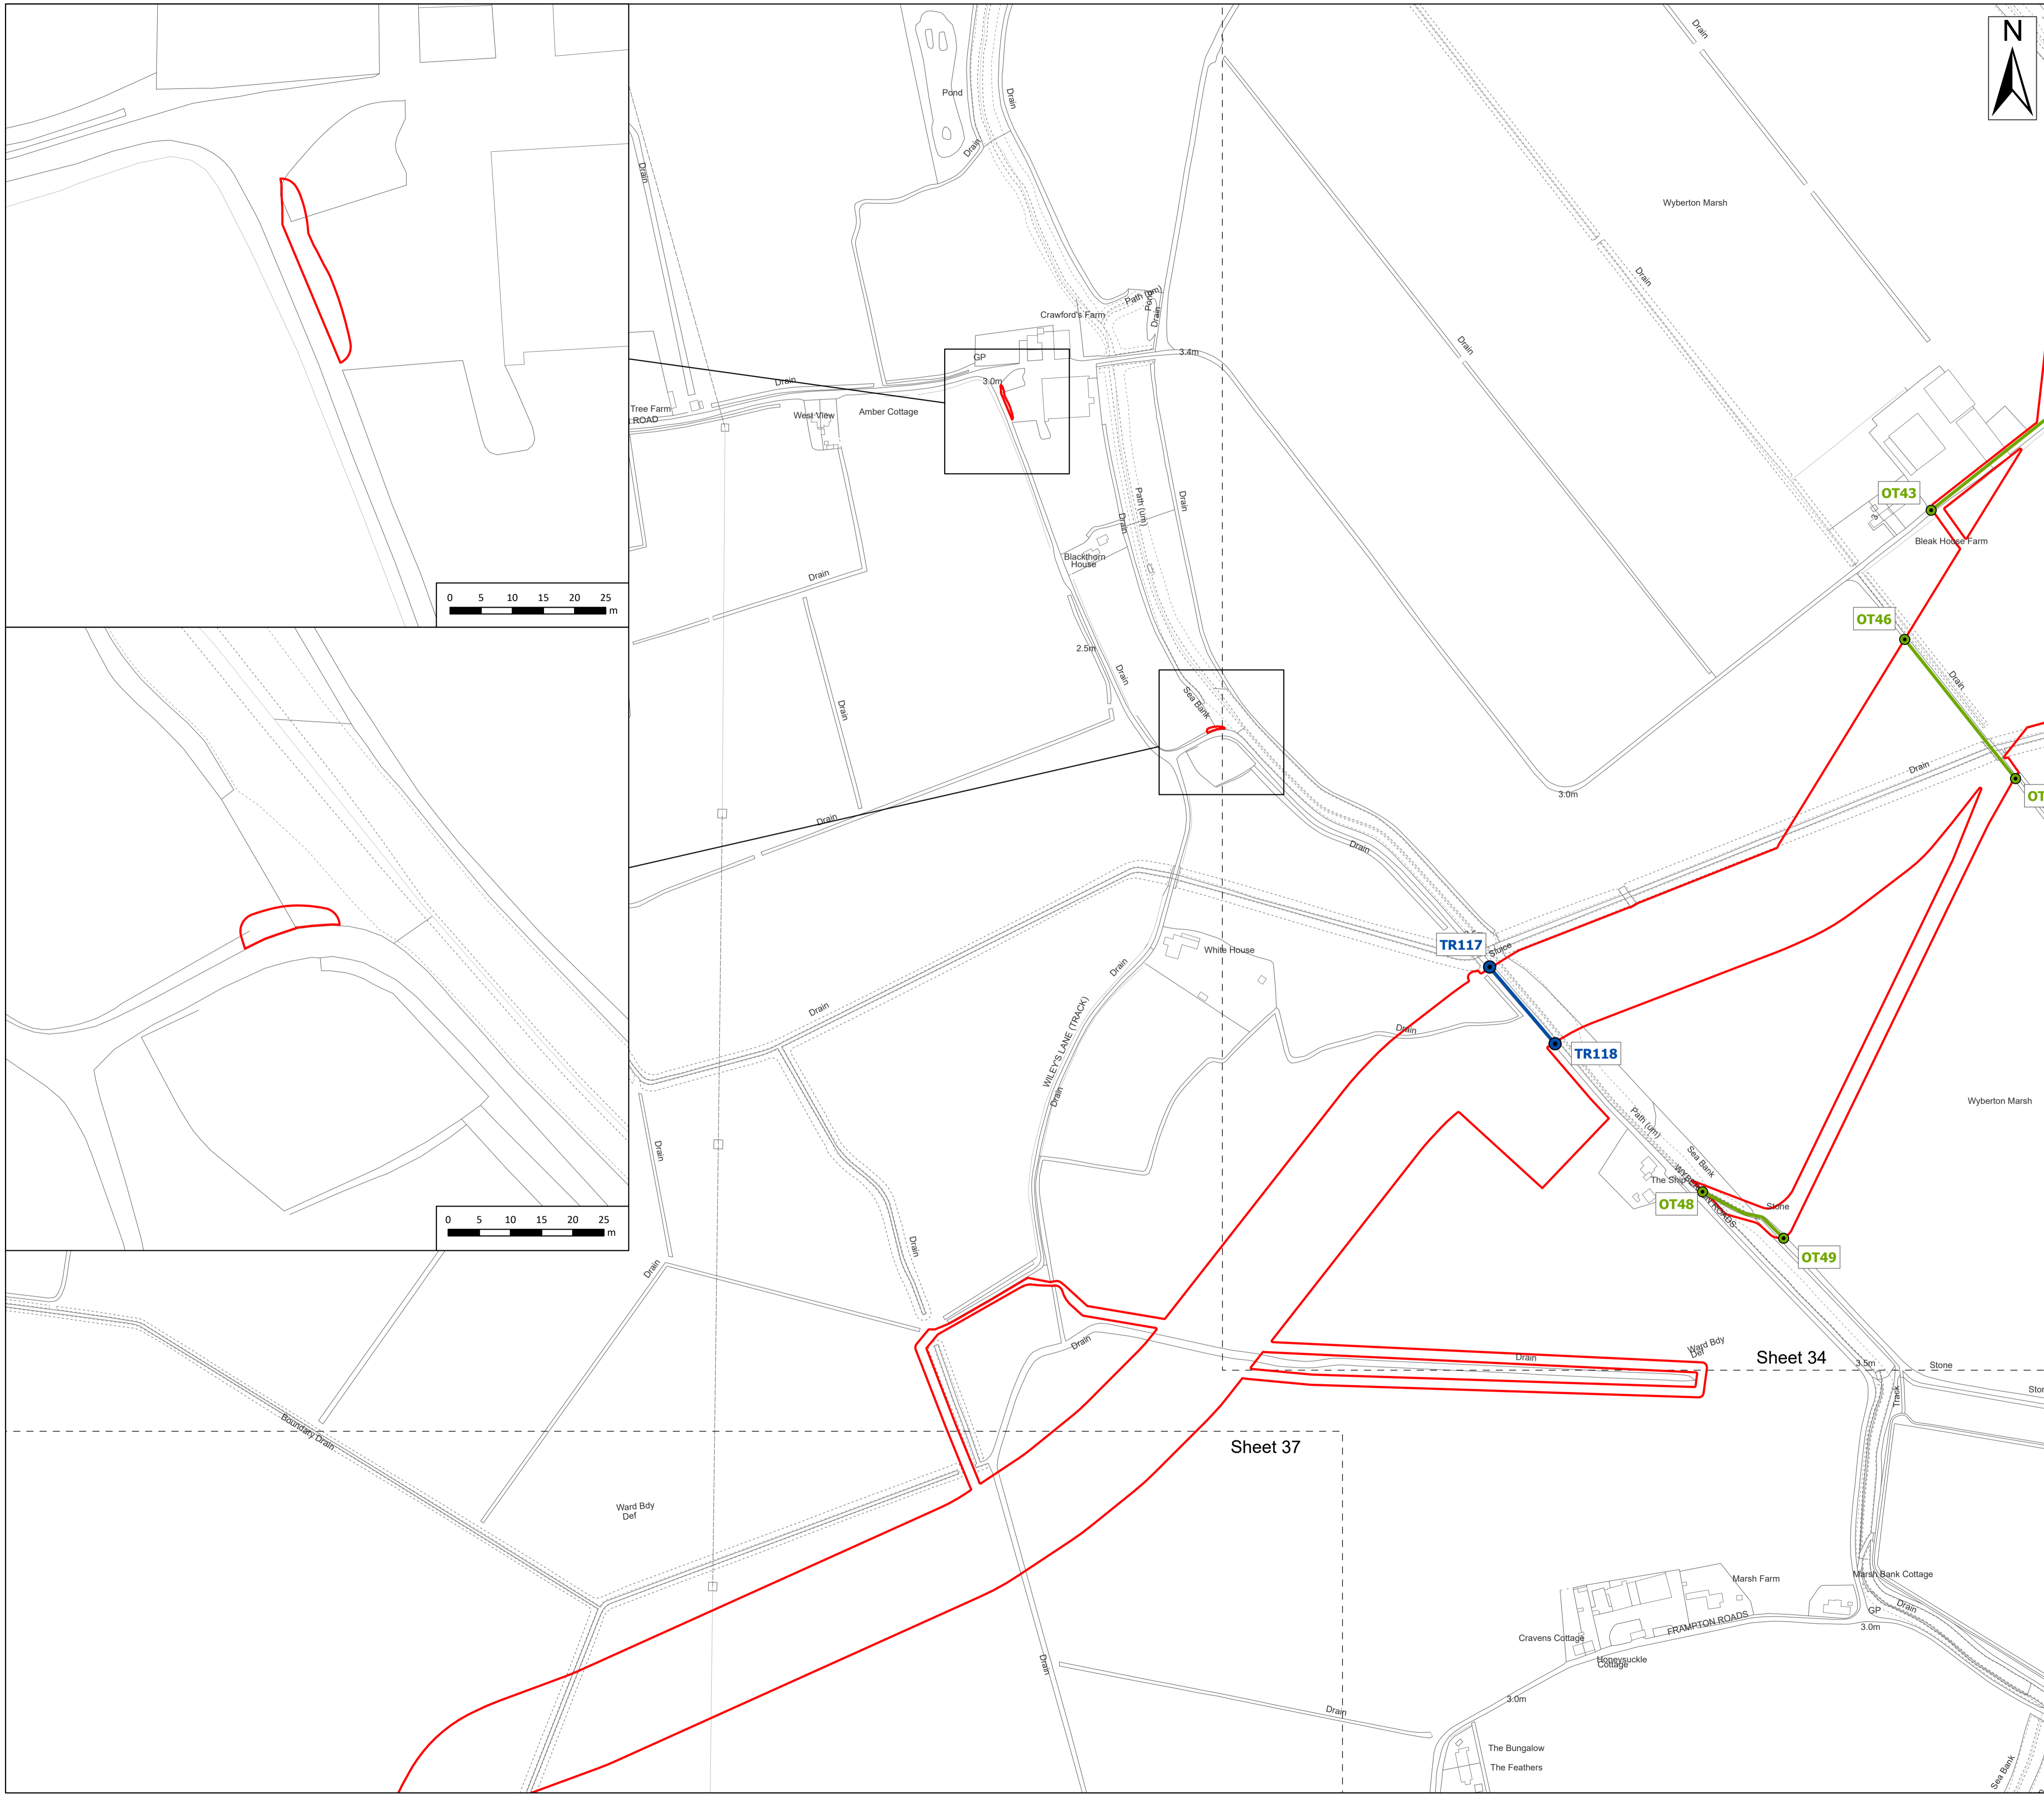 N
Drain
Pond
Drain
Drain
Drain
Wyberton Marsh
Drain
Path (um)
Pond
Drain
Crawford's Farm
3.4m
GP
Drain
3.0m
Drain
Tree Farm
ROAD
West View
Amber Cottage
OT43
Path (um)
Drain
Drain
Bleak House Farm
Blackthorn
House
Drain
0 5 10 15 20 25
m
OT46
2.5m
Drain
Drain
Sea Bank
Drain
Drain
3.0m
Drain
Drain
TR117
Sluice
White House
Drain
Drain
Drain
WILEY'S LANE (TRACK)
Drain
TR118
Wyberton Marsh
Path (um)
Drain
Sea Bank
The Ship
WYBERTON ROADS
OT48
Stone
0 5 10 15 20 25
m
Drain
OT49
Drain
Drain
Ward Bdy
Def
Drain
Sheet 34
3.5m
Stone
Track
Boundary Drain
Sheet 37
Ward Bdy
Def
Marsh Farm
Marsh Bank Cottage
Drain
GP
FRAMPTON ROADS
3.0m
Cravens Cottage
Honeysuckle
Cottage
Drain
3.0m
Drain
The Bungalow
The Feathers
Sea Bank